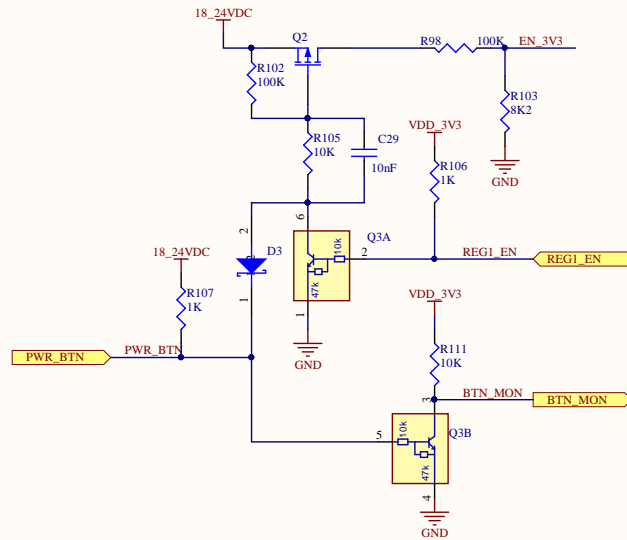 18_24VDC
Q2
R98
100K
EN_3V3
R102
100K
R103
8K2
GND
R105
10K
C29
10nF
VDD_3V3
R106
1K
2
D3
2
1
6
Q3A
10k
47k
2
1
GND
REG1_EN
REG1_EN
18_24VDC
R107
1K
PWR_BTN
PWR_BTN
VDD_3V3
R111
10K
3
BTN_MON
BTN_MON
5
10k
47k
Q3B
4
GND